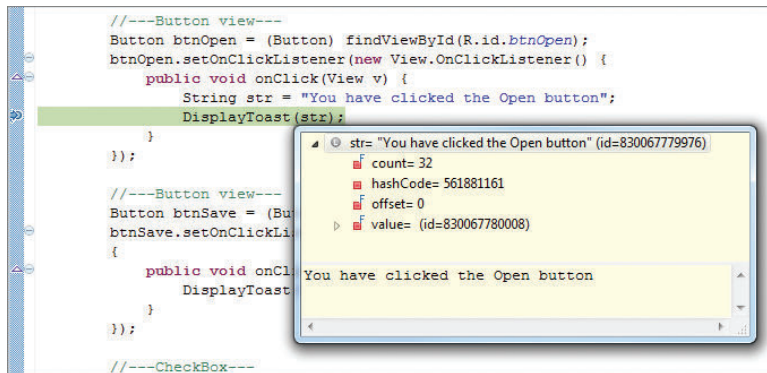 //---Button view---
Button btnOpen = (Button) findViewById(R.id.btnOpen);
btnOpen.setOnClickListener(new View.OnClickListener() {
public void onClick(View v) {
String str = "You have clicked the Open button";
DisplayToast(str);
}
});
str= "You have clicked the Open button" (id=830067779976)
count= 32
hashCode= 561881161
offset= 0
value= (id=830067780008)
You have clicked the Open button
//---Button view---
Button btnSave = (Bu
btnSave.setOnClickLi
{
public void onCl
DisplayToast
}
});
//---CheckBox---